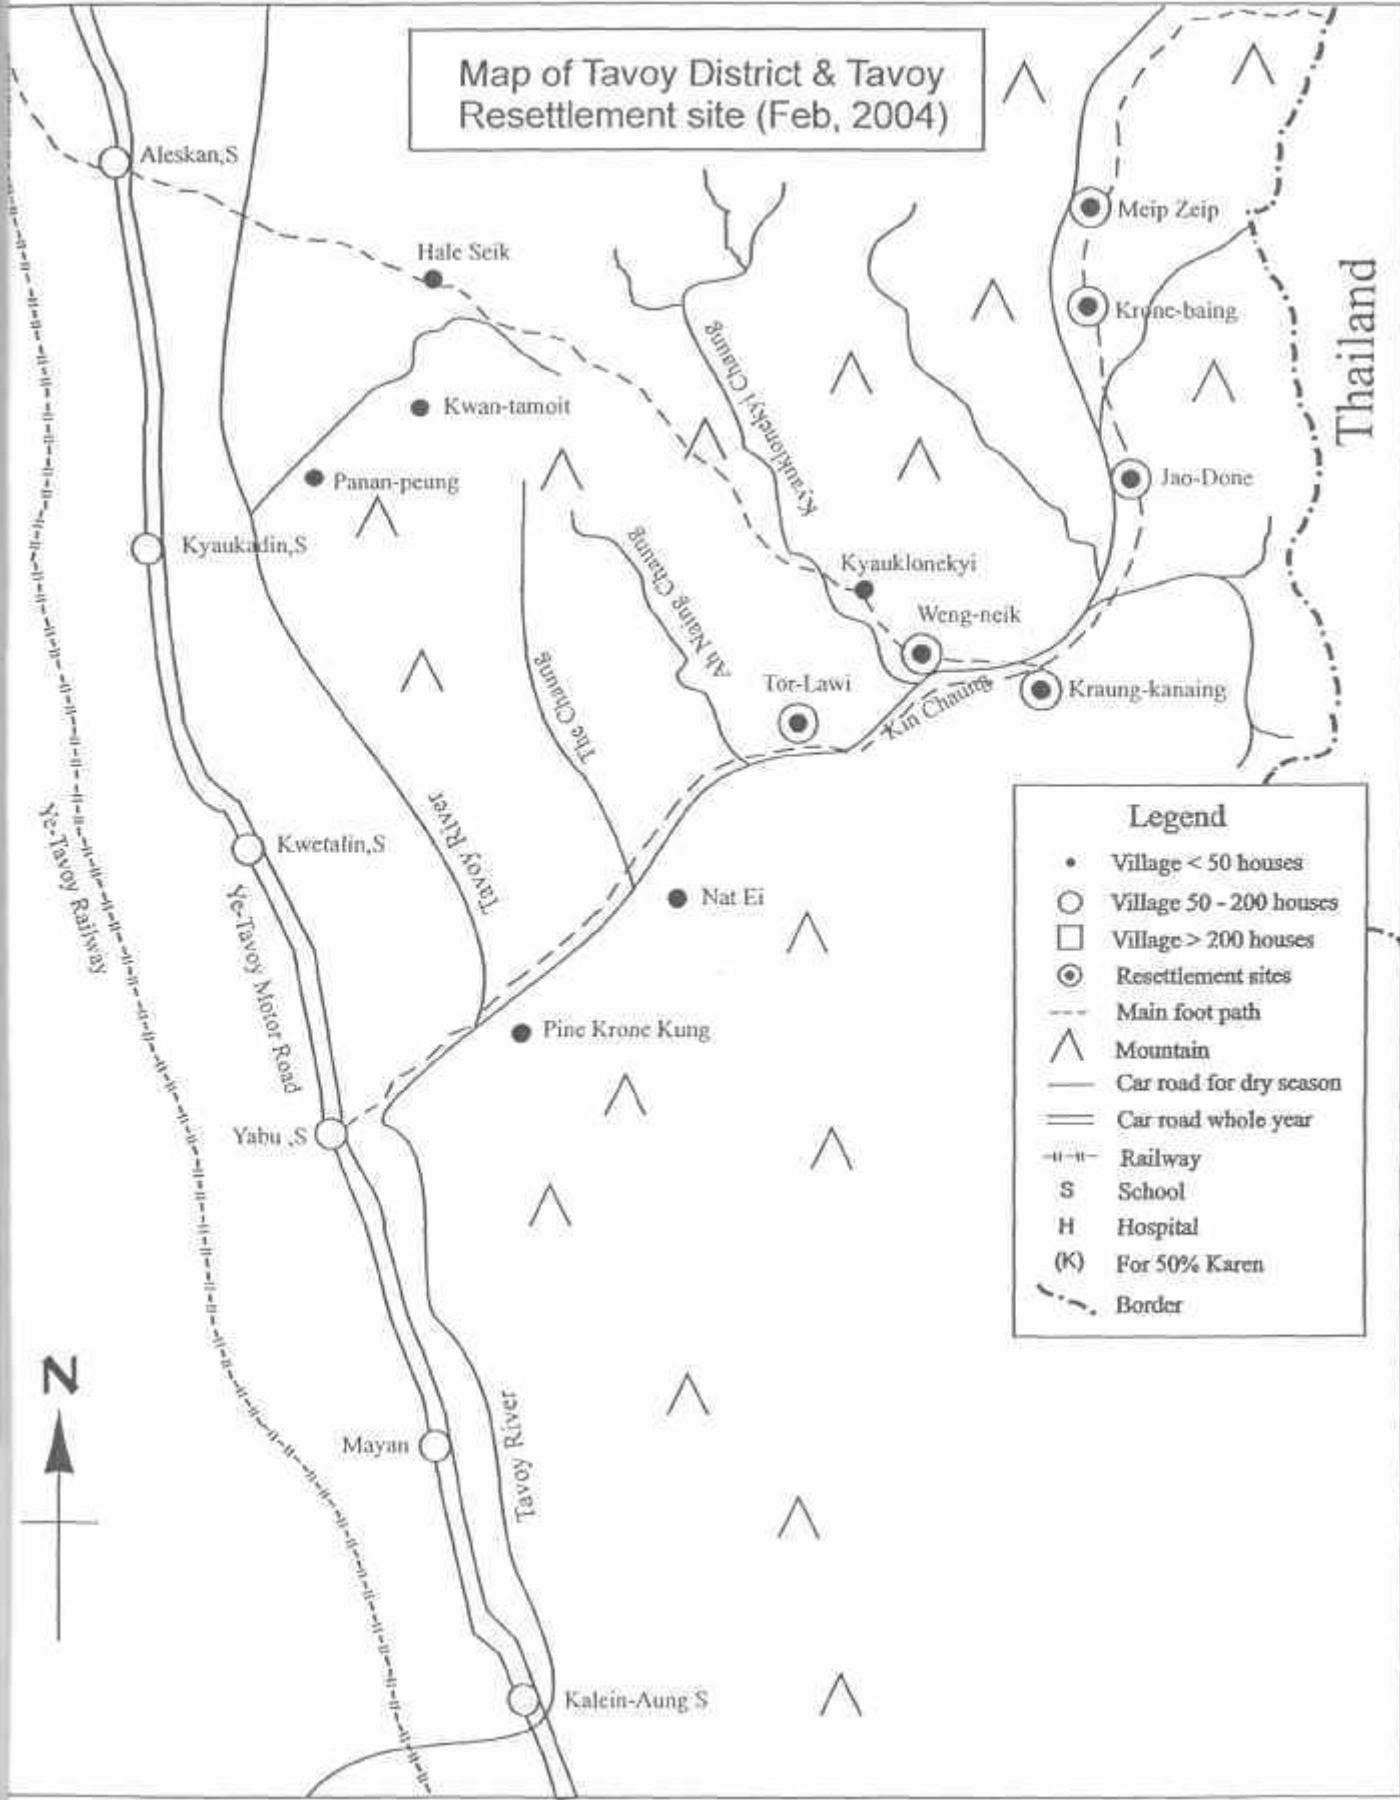 Map of Tavoy District & Tavoy
Resettlement site (Feb, 2004)
Aleskan,S
Hale Seik
Meip Zeip
Krone-baing
Thailand
Kyauklonekyi Chaung
Kwan-tamoit
Panan-peung
Jao-Done
Kyaukadin,S
Ah Naing Chaung
Kyauklonekyi
Weng-neik
The Chaung
Tor-Lawi
Kin Chaung
Kraung-kanaing
Tavoy River
Kwetalin,S
Ye-Tavoy Railway
Ye-Tavoy Motor Road
Nat Ei
Pine Krone Kung
Yabu ,S
Legend
Village < 50 houses
Village 50 - 200 houses
Village > 200 houses
Resettlement sites
Main foot path
Mountain
Car road for dry season
Car road whole year
Railway
S School
H Hospital
(K) For 50% Karen
Border
N
Mayan
Tavoy River
Kalein-Aung S